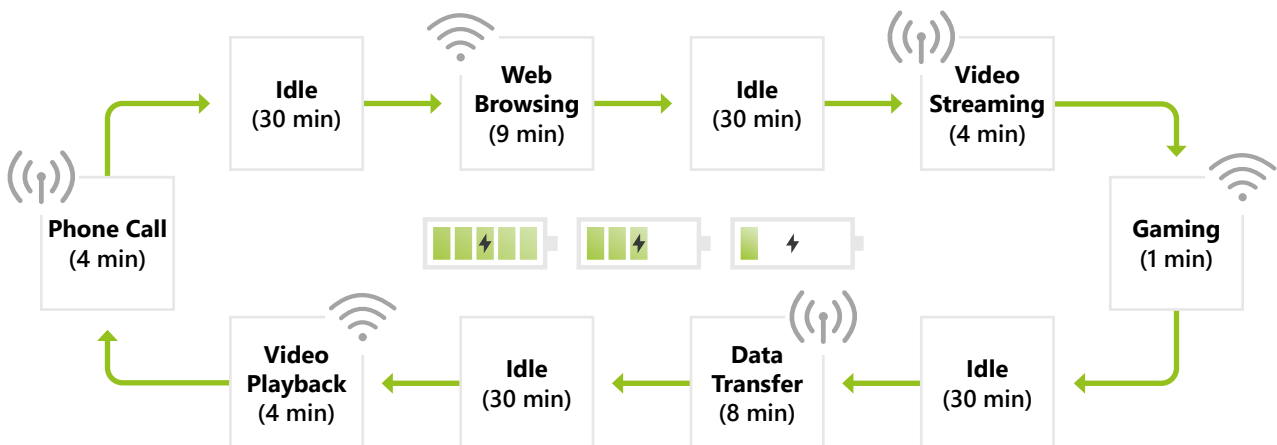 Idle
(30 min)
Web
Browsing
(9 min)
Idle
(30 min)
Video
Streaming
(4 min)
Phone Call
(4 min)
Gaming
(1 min)
Video
Playback
(4 min)
Idle
(30 min)
Data
Transfer
(8 min)
Idle
(30 min)